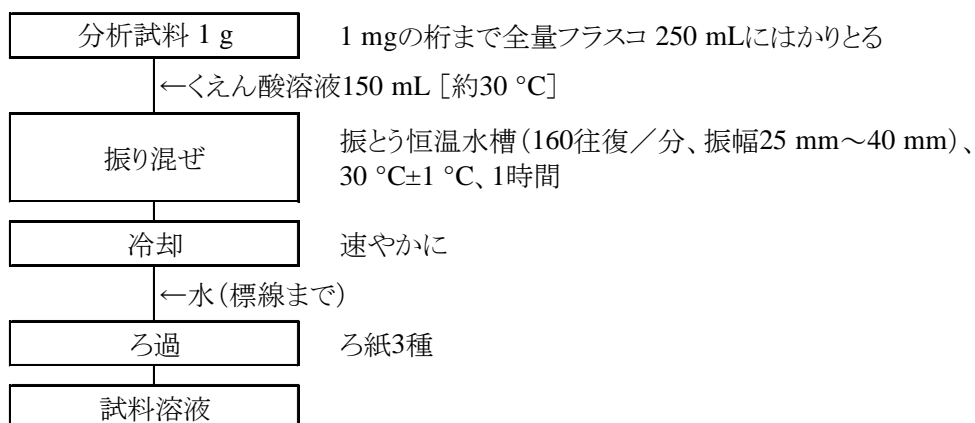 分析試料 1 g 1 mgの桁まで全量フラスコ 250 mLにはかりとる
←くえん酸溶液150 mL [約30 °C]
振り混ぜ 振とう恒温水槽（160往復／分、振幅25 mm～40 mm）、
30 °C±1 °C、1時間
冷却 速やかに
←水（標線まで）
ろ過 ろ紙3種
試料溶液